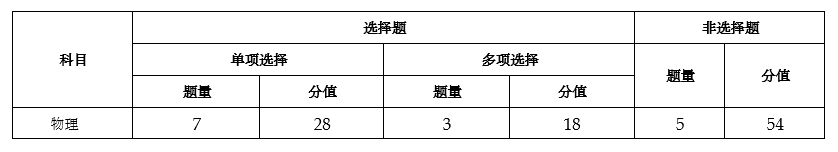 选择题 非选择题
科目 单项选择 多项选择 题量 分值
题量 分值 题量 分值
物理 7 28 3 18 5 54